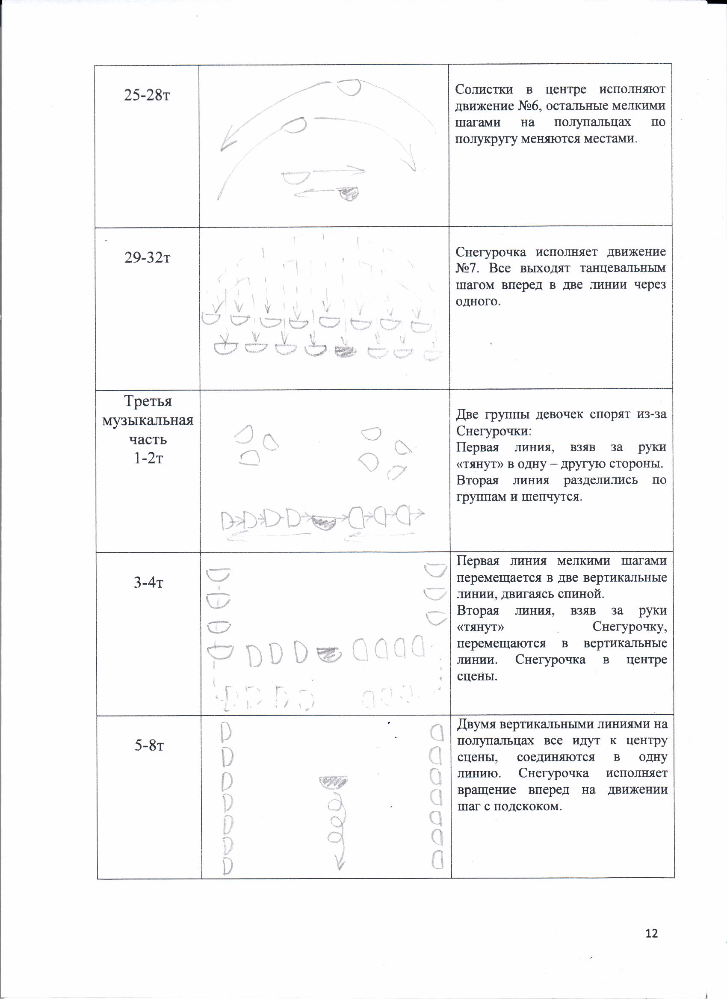 25-28т
Солистки в центре исполняют
движение №6, остальные мелкими
шагами на полупальцах по
полукругу меняются местами.
29-32т
Снегурочка исполняет движение
№7. Все выходят танцевальным
шагом вперед в две линии через
одного.
Третья
музыкальная
часть
1-2т
Две группы девочек спорят из-за
Снегурочки:
Первая линия, взяв за руки
«тянут» в одну – другую стороны.
Вторая линия разделились по
группам и шепчутся.
3-4т
Первая линия мелкими шагами
перемещается в две вертикальные
линии, двигаясь спиной.
Вторая линия, взяв за руки
«тянут» Снегурочку,
перемещаются в вертикальные
линии. Снегурочка в центре
сцены.
5-8т
Двумя вертикальными линиями на
полупальцах все идут к центру
сцены, соединяются в одну
линию. Снегурочка исполняет
вращение вперед на движении
шаг с подскоком.
12